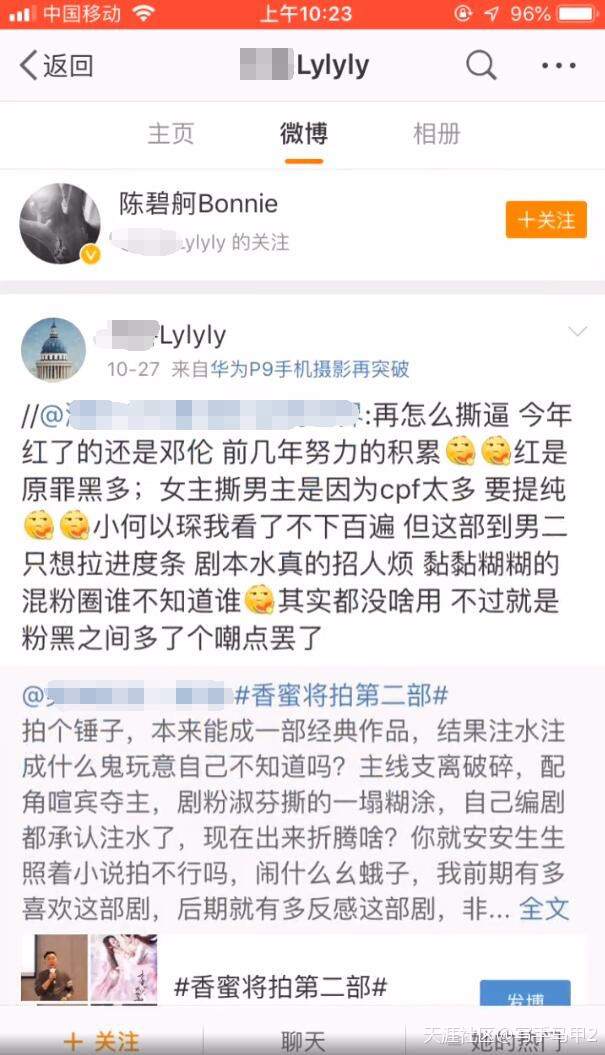 中国移动 上午10:23 96%
返回 Lylyly
主页 微博 相册
陈碧舸Bonnie
+关注
ylyly 的关注
Lylyly
10-27 来自华为P9手机摄影再突破
//@ :再怎么撕逼 今年
红了的还是邓伦 前几年努力的积累🤔🤔红是
原罪黑多；女主撕男主是因为cpf太多 要提纯
🤔🤔小何以琛我看了不下百遍 但这部到男二
只想拉进度条 剧本水真的招人烦 黏黏糊糊的
混粉圈谁不知道谁🤔其实都没啥用 不过就是
粉黑之间多了个嘲点罢了
@ #香蜜将拍第二部#
拍个锤子，本来能成一部经典作品，结果注水注
成什么鬼玩意自己不知道吗？主线支离破碎，配
角喧宾夺主，剧粉淑芬撕的一塌糊涂，自己编剧
都承认注水了，现在出来折腾啥？你就安安生生
照着小说拍不行吗，闹什么幺蛾子，我前期有多
喜欢这部剧，后期就有多反感这部剧，非... 全文
#香蜜将拍第二部#
发博
+ 关注 聊天 她的热门
天涯社区@写手马甲2